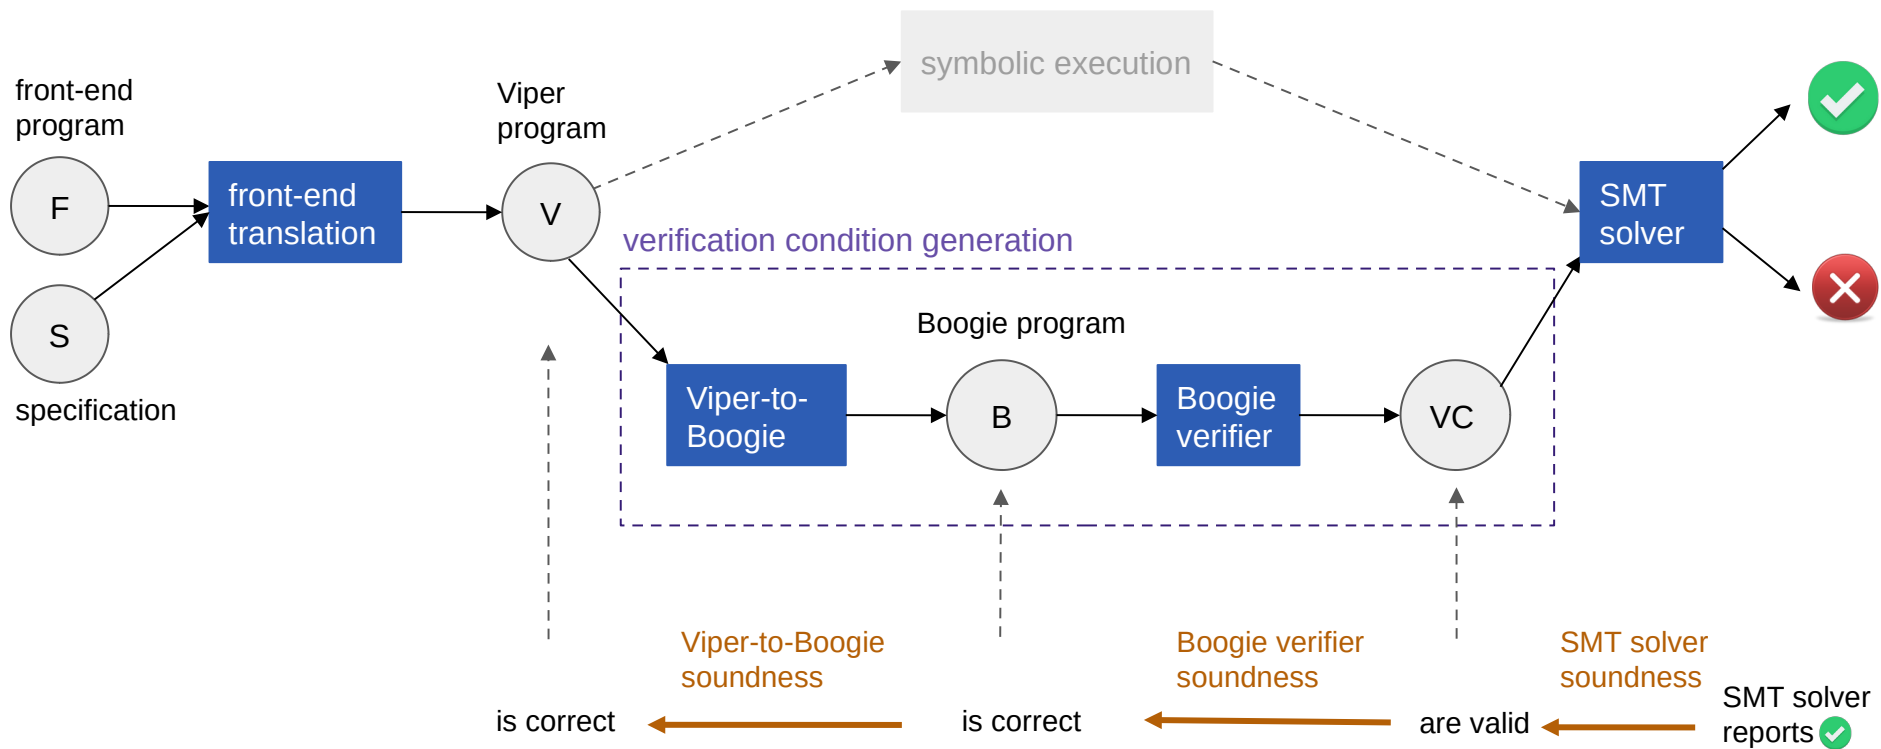 symbolic execution
front-end
program
Viper
program
F
front-end
translation
V
SMT
solver
verification condition generation
S
specification
Boogie program
Viper-to-
Boogie
B
Boogie
verifier
VC
Viper-to-Boogie
soundness
Boogie verifier
soundness
SMT solver
soundness
is correct
is correct
are valid
SMT solver
reports